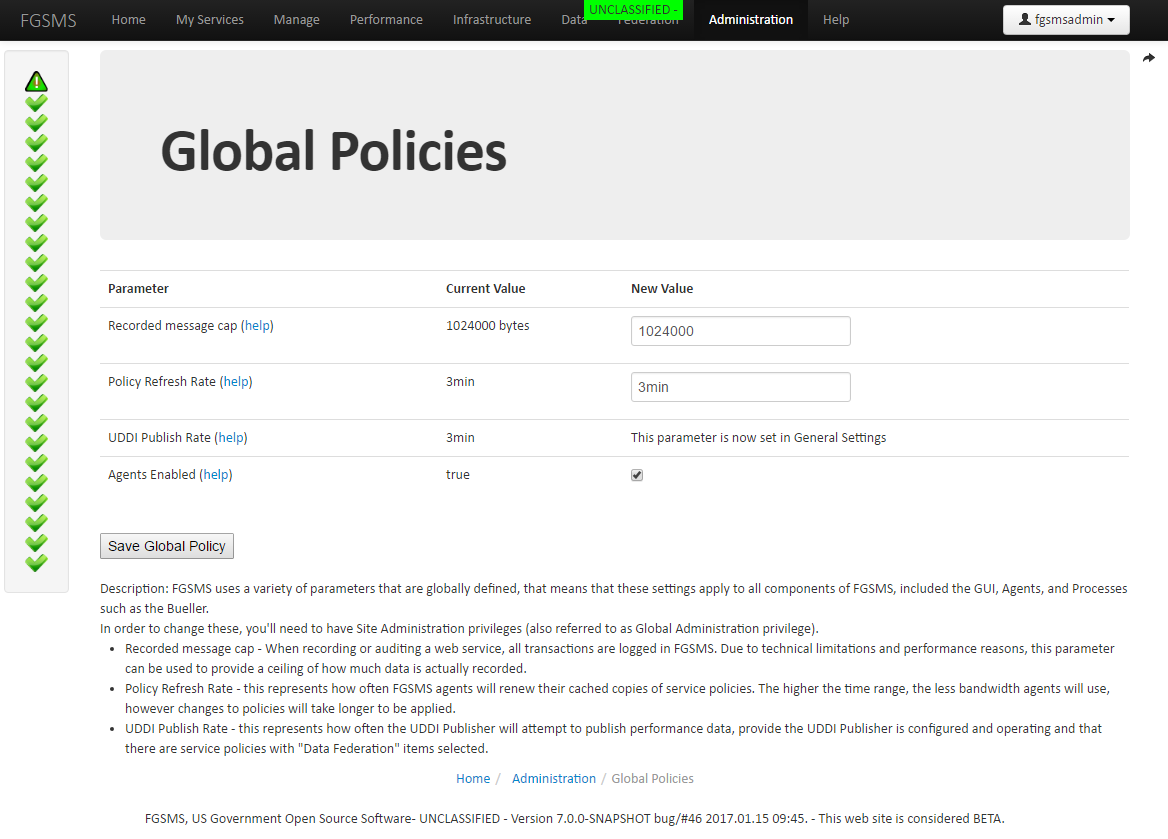 FGSMS Home My Services Manage Performance Infrastructure Data Federation Administration Help fgsmsadmin
UNCLASSIFIED -
Global Policies
Parameter Current Value New Value
Recorded message cap (help) 1024000 bytes 1024000
Policy Refresh Rate (help) 3min 3min
UDDI Publish Rate (help) 3min This parameter is now set in General Settings
Agents Enabled (help) true
Save Global Policy
Description: FGSMS uses a variety of parameters that are globally defined, that means that these settings apply to all components of FGSMS, included the GUI, Agents, and Processes
such as the Bueller.
In order to change these, you'll need to have Site Administration privileges (also referred to as Global Administration privilege).
• Recorded message cap - When recording or auditing a web service, all transactions are logged in FGSMS. Due to technical limitations and performance reasons, this parameter
can be used to provide a ceiling of how much data is actually recorded.
• Policy Refresh Rate - this represents how often FGSMS agents will renew their cached copies of service policies. The higher the time range, the less bandwidth agents will use,
however changes to policies will take longer to be applied.
• UDDI Publish Rate - this represents how often the UDDI Publisher will attempt to publish performance data, provide the UDDI Publisher is configured and operating and that
there are service policies with "Data Federation" items selected.
Home / Administration / Global Policies
FGSMS, US Government Open Source Software- UNCLASSIFIED - Version 7.0.0-SNAPSHOT bug/#46 2017.01.15 09:45. - This web site is considered BETA.